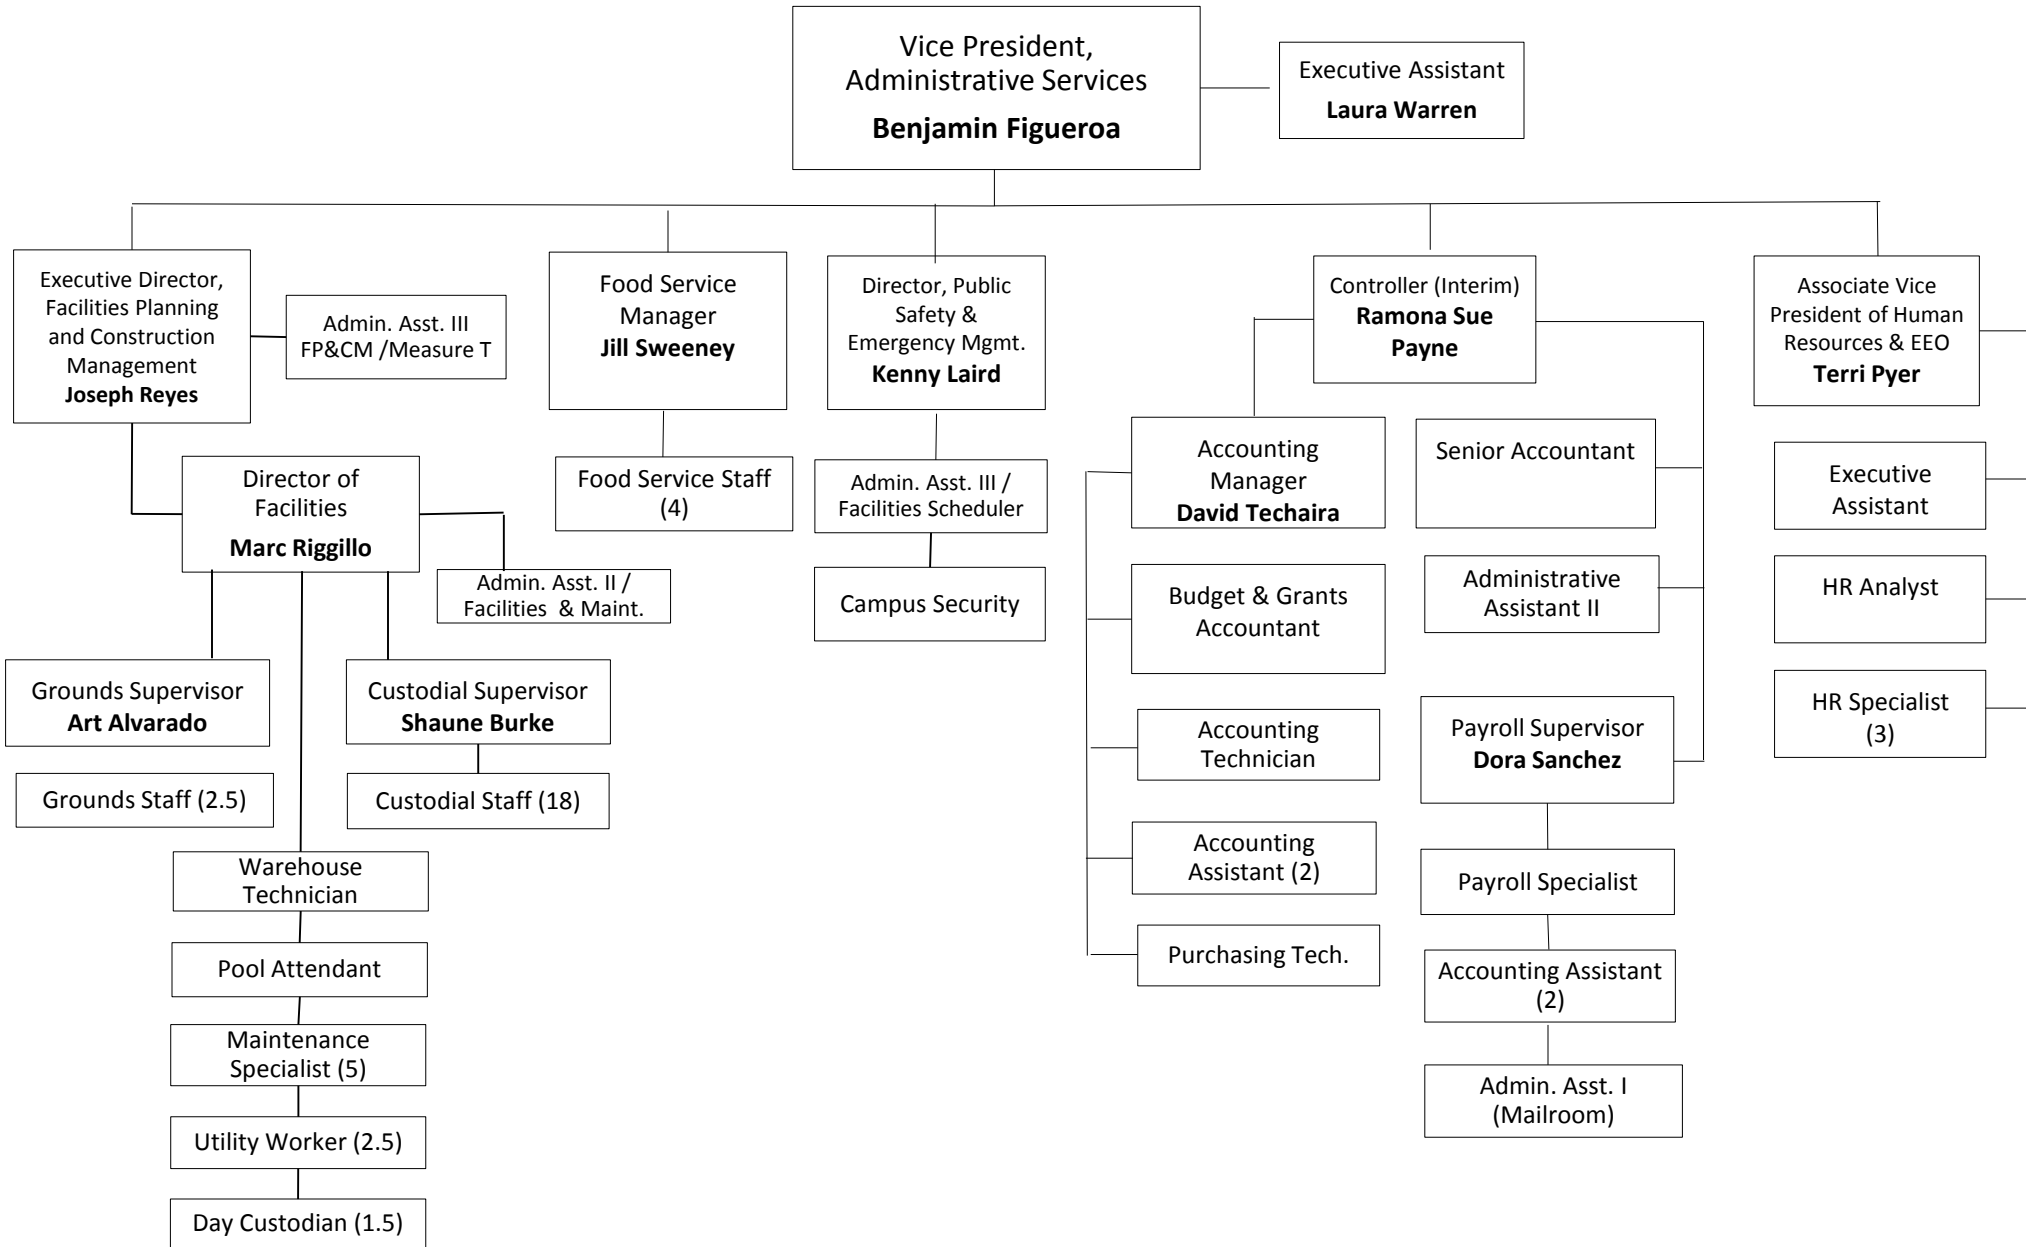 Vice President,
Administrative Services
Benjamin Figueroa
Executive Assistant
Laura Warren
Executive Director,
Facilities Planning
and Construction
Management
Joseph Reyes
Admin. Asst. III
FP&CM /Measure T
Food Service
Manager
Jill Sweeney
Director, Public
Safety &
Emergency Mgmt.
Kenny Laird
Controller (Interim)
Ramona Sue
Payne
Associate Vice
President of Human
Resources & EEO
Terri Pyer
Director of
Facilities
Marc Riggillo
Food Service Staff
(4)
Admin. Asst. III /
Facilities Scheduler
Accounting
Manager
David Techaira
Senior Accountant
Executive
Assistant
Admin. Asst. II /
Facilities & Maint.
Campus Security
Budget & Grants
Accountant
Administrative
Assistant II
HR Analyst
Grounds Supervisor
Art Alvarado
Custodial Supervisor
Shaune Burke
Accounting
Technician
Payroll Supervisor
Dora Sanchez
HR Specialist
(3)
Grounds Staff (2.5)
Custodial Staff (18)
Warehouse
Technician
Accounting
Assistant (2)
Payroll Specialist
Pool Attendant
Purchasing Tech.
Accounting Assistant
(2)
Maintenance
Specialist (5)
Admin. Asst. I
(Mailroom)
Utility Worker (2.5)
Day Custodian (1.5)